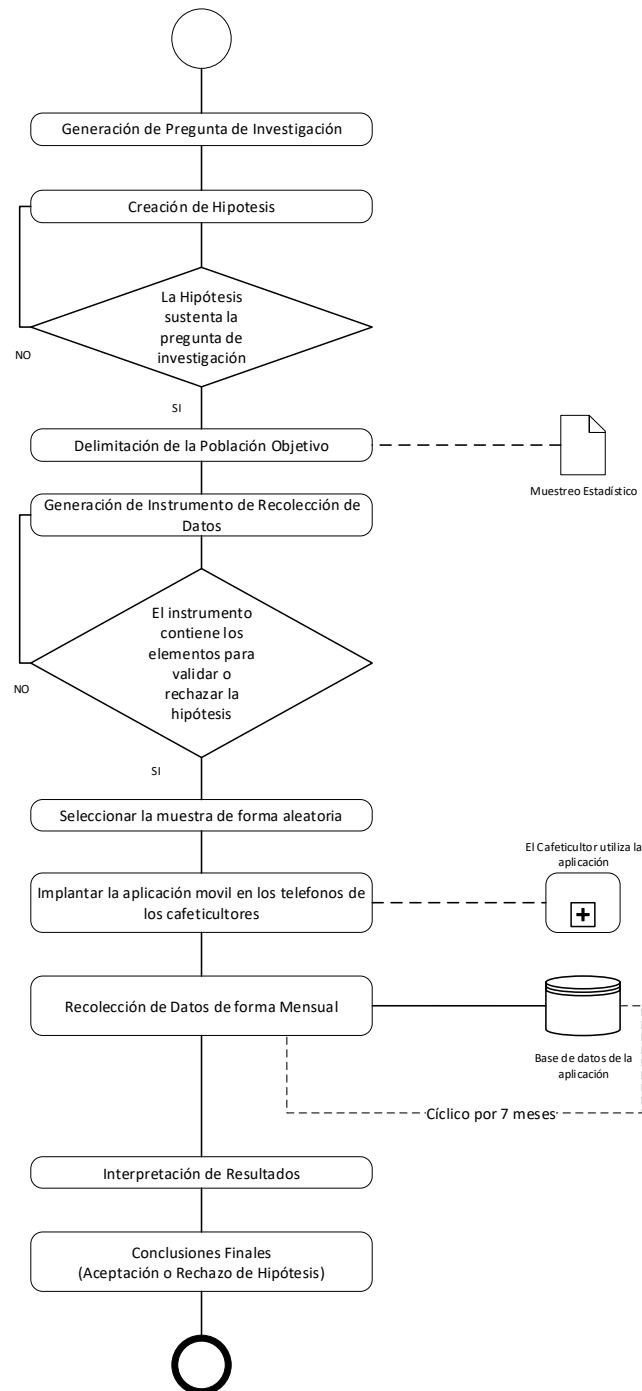 Generación de Pregunta de Investigación
Creación de Hipotesis
La Hipótesis
sustenta la
pregunta de
investigación
NO
SI
Delimitación de la Población Objetivo
Muestreo Estadístico
Generación de Instrumento de Recolección de
Datos
El instrumento
contiene los
elementos para
validar o
rechazar la
hipótesis
NO
SI
Seleccionar la muestra de forma aleatoria
El Cafeticultor utiliza la
aplicación
Implantar la aplicación movil en los telefonos de
los cafeticultores
Recolección de Datos de forma Mensual
Base de datos de la
aplicación
Cíclico por 7 meses
Interpretación de Resultados
Conclusiones Finales
(Aceptación o Rechazo de Hipótesis)